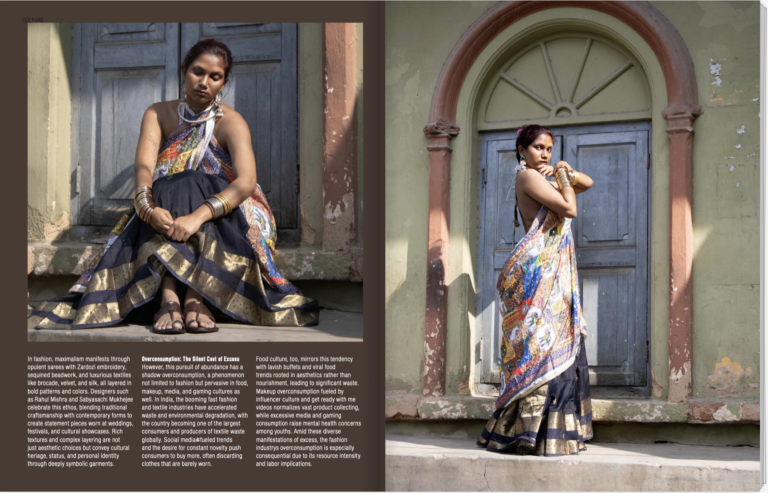 CULTURE
In fashion, maximalism manifests through
opulent sarees with Zardozi embroidery,
sequined beadwork, and luxurious textiles
like brocade, velvet, and silk, all layered in
bold patterns and colors. Designers such
as Rahul Mishra and Sabyasachi Mukhejee
celebrate this ethos, blending traditional
craftsmanship with contemporary forms to
create statement pieces worn at weddings,
festivals, and cultural showcases. Rich
textures and complex layering are not
just aesthetic choices but convey cultural
heritage, status, and personal identity
through deeply symbolic garments.
Overconsumption: The Silent Cost of Excess
However, this pursuit of abundance has a
shadow overconsumption, a phenomenon
not limited to fashion but pervasive in food,
makeup, media, and gaming cultures as
well. In India, the booming fast fashion
and textile industries have accelerated
waste and environmental degradation, with
the country becoming one of the largest
consumers and producers of textile waste
globally. Social media&fueled trends
and the desire for constant novelty push
consumers to buy more, often discarding
clothes that are barely worn.
Food culture, too, mirrors this tendency
with lavish buffets and viral food
trends rooted in aesthetics rather than
nourishment, leading to significant waste.
Makeup overconsumption fueled by
influencer culture and get ready with me
videos normalizes vast product collecting,
while excessive media and gaming
consumption raise mental health concerns
among youths. Amid these diverse
manifestations of excess, the fashion
industrys overconsumption is especially
consequential due to its resource intensity
and labor implications.